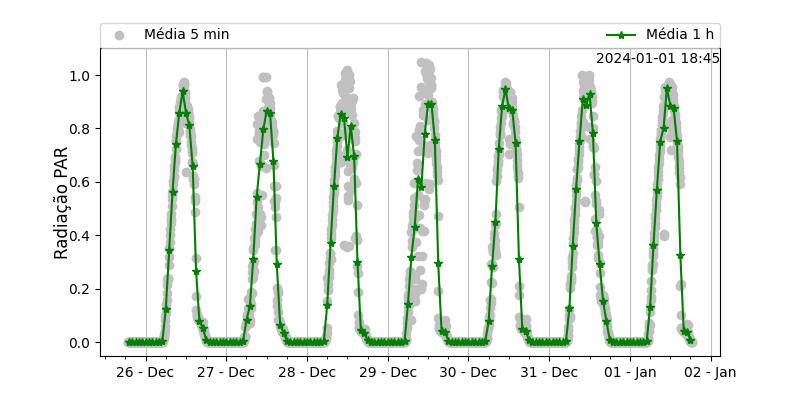 Média 5 min
Média 1 h
2024-01-01 18:45
1.0
0.8
0.6
0.4
0.2
0.0
Radiação PAR
26 - Dec
27 - Dec
28 - Dec
29 - Dec
30 - Dec
31 - Dec
01 - Jan
02 - Jan